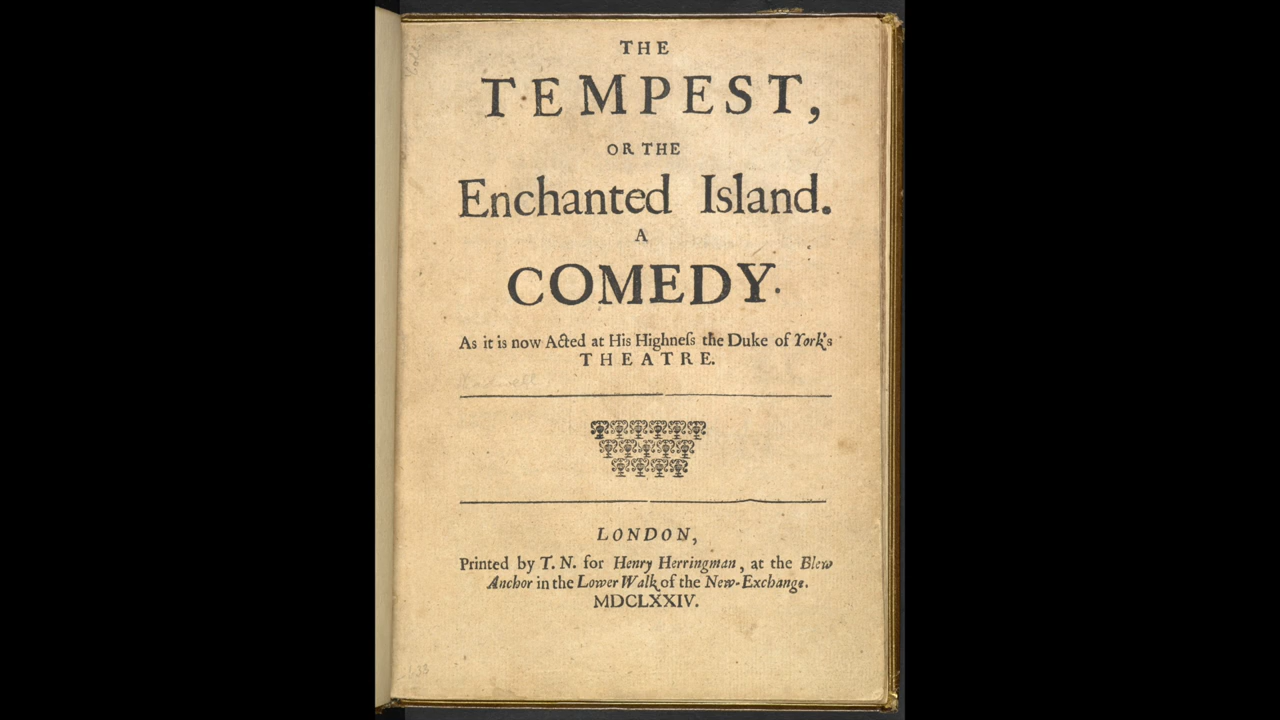 THE
TEMPEST,
OR THE
Enchanted Island.
A
COMEDY.
As it is now Acted at His Highneſs the Duke of York's
THEATRE.
LONDON,
Printed by T. N. for Henry Herringman, at the Blew
Anchor in the Lower Walk of the New-Exchange.
MDCLXXIV.